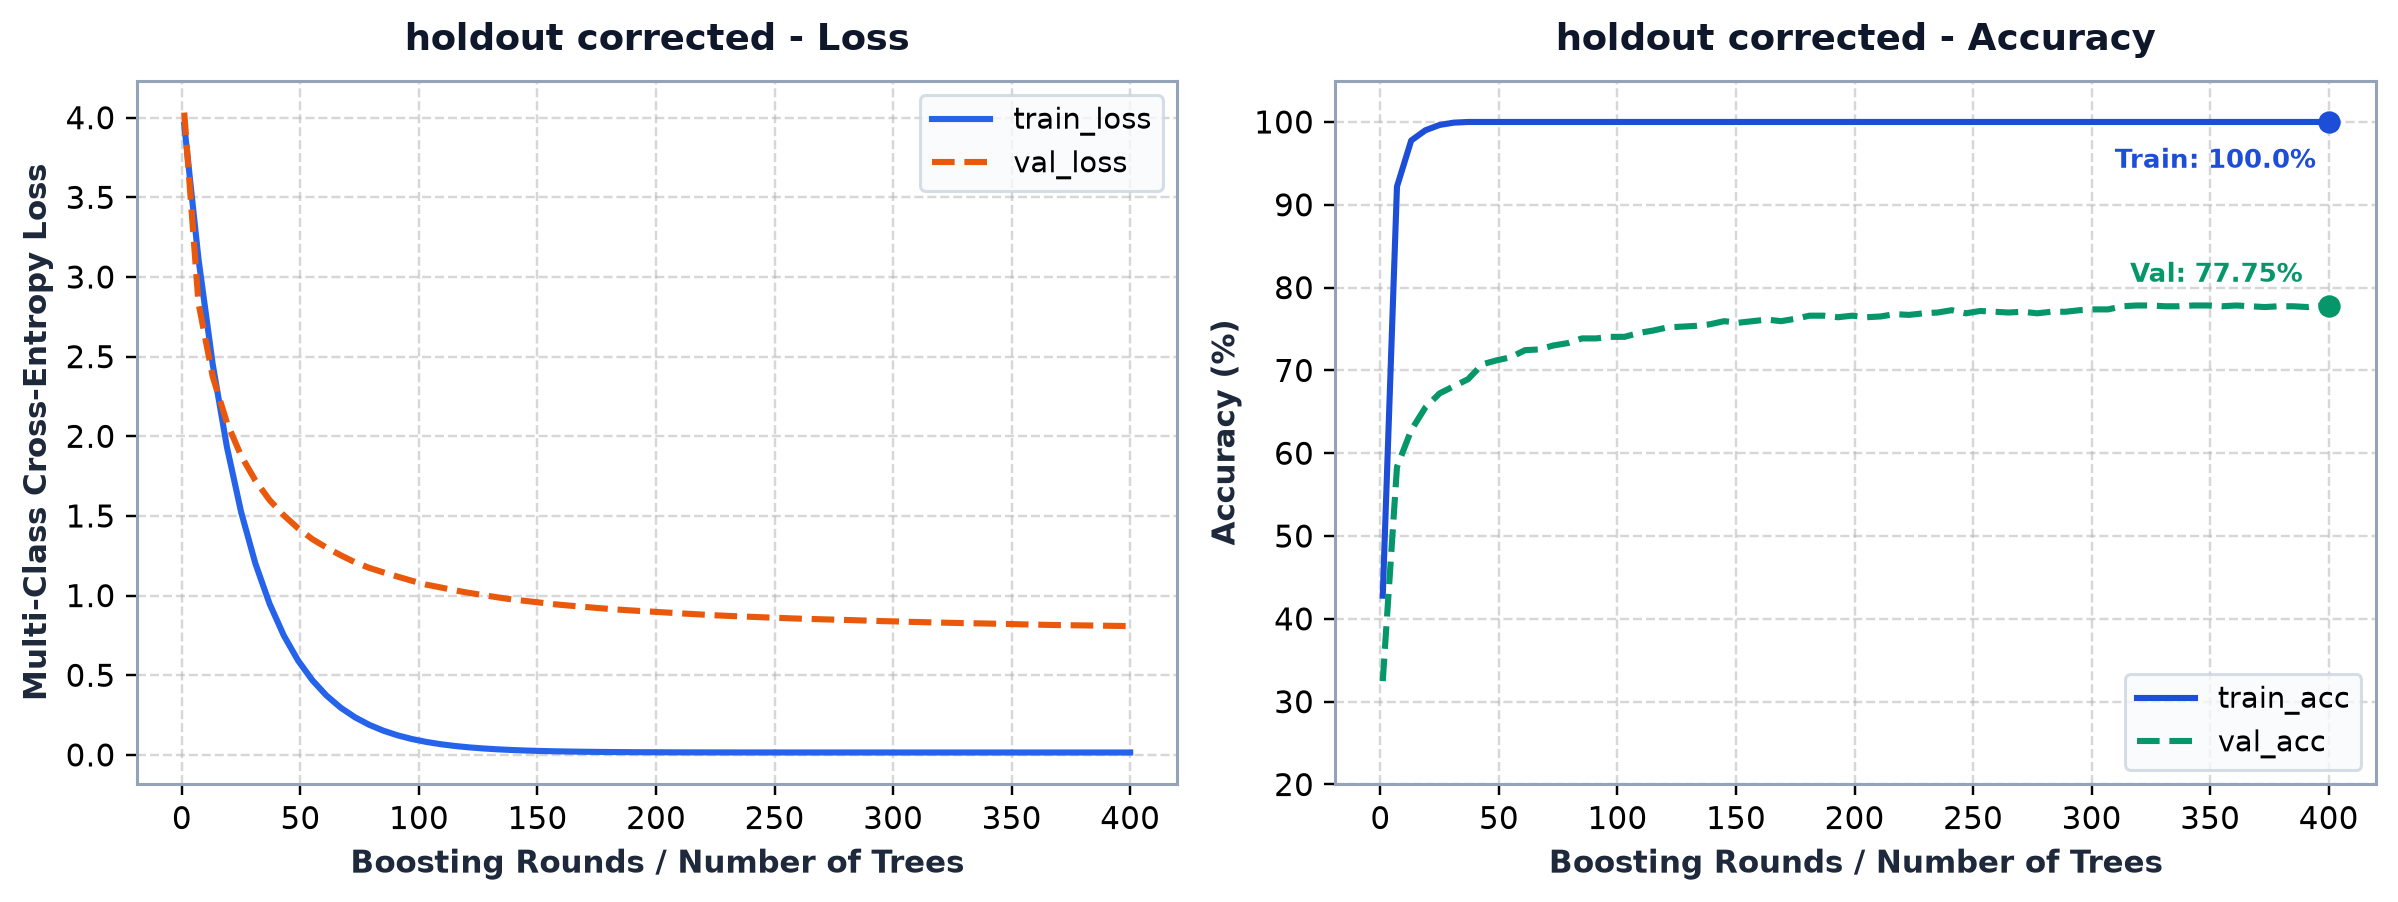 holdout corrected - Loss
Multi-Class Cross-Entropy Loss
4.0
3.5
3.0
2.5
2.0
1.5
1.0
0.5
0.0
train_loss
val_loss
0 50 100 150 200 250 300 350 400
Boosting Rounds / Number of Trees
holdout corrected - Accuracy
Accuracy (%)
100
90
80
70
60
50
40
30
20
Train: 100.0%
Val: 77.75%
train_acc
val_acc
0 50 100 150 200 250 300 350 400
Boosting Rounds / Number of Trees